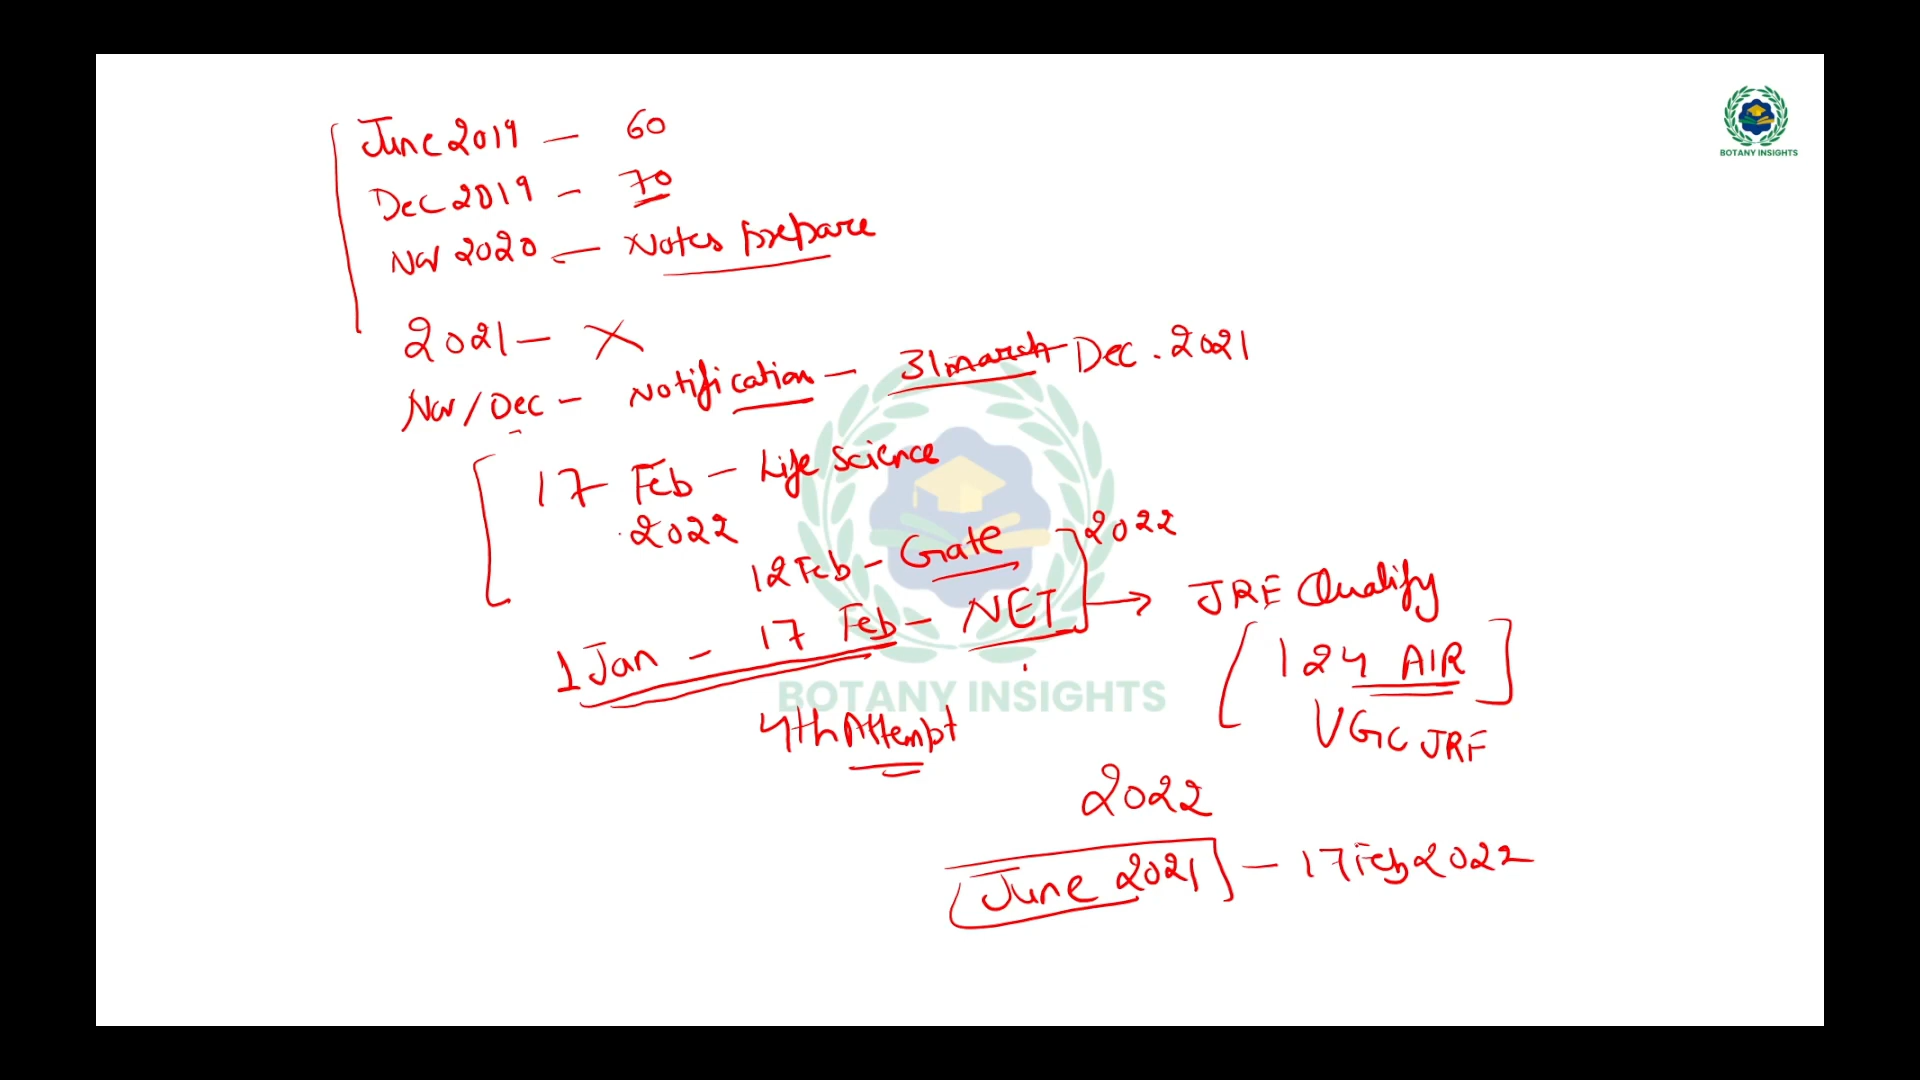 BOTANY INSIGHTS
June 2019 - 60
Dec 2019 - 70
Nov 2020 - Notes prepare
2021 - X
Nov/Dec - Notification - 31 march Dec. 2021
17 Feb - Life Science
2022
12 Feb - Gate
2022
1 Jan - 17 Feb - NET
→ JRF Qualify
124 AIR
UGC JRF
BOTANY INSIGHTS
4th Attempt
2022
June 2021 - 17 Feb 2022